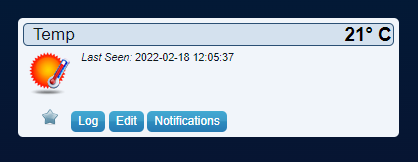 Temp 21° C
Last Seen: 2022-02-18 12:05:37
Log Edit Notifications